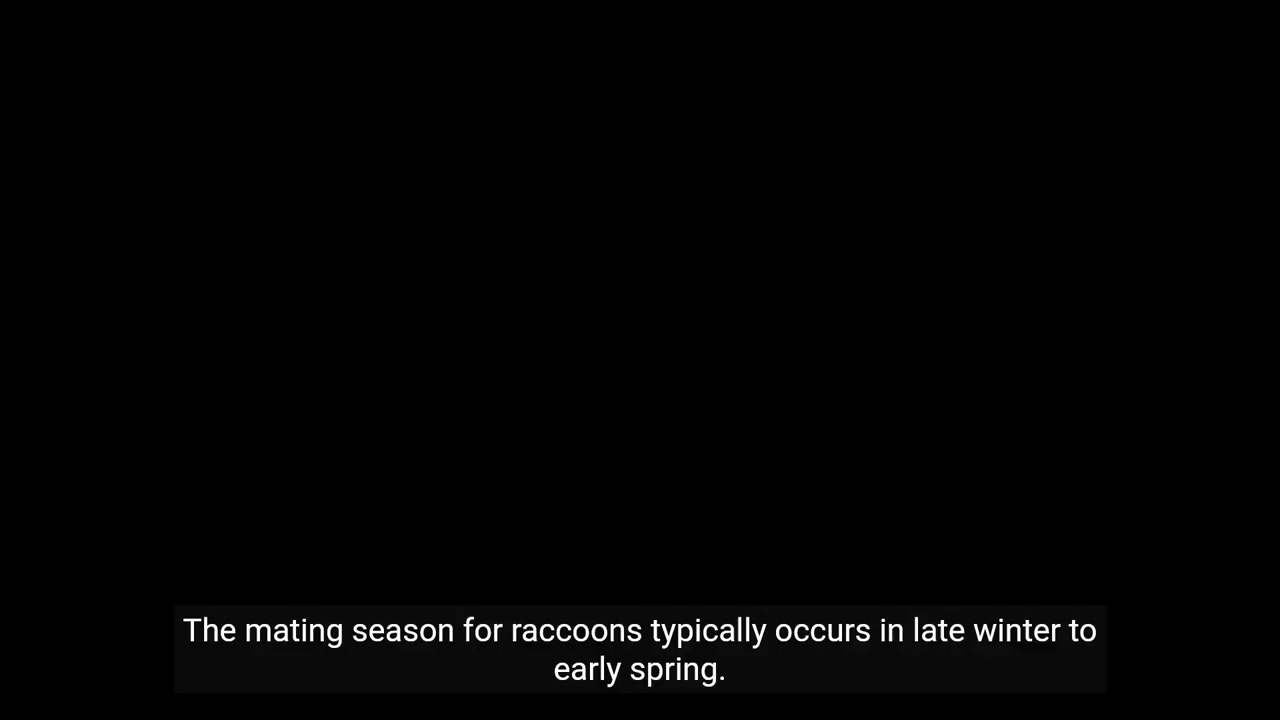 The mating season for raccoons typically occurs in late winter to
early spring.